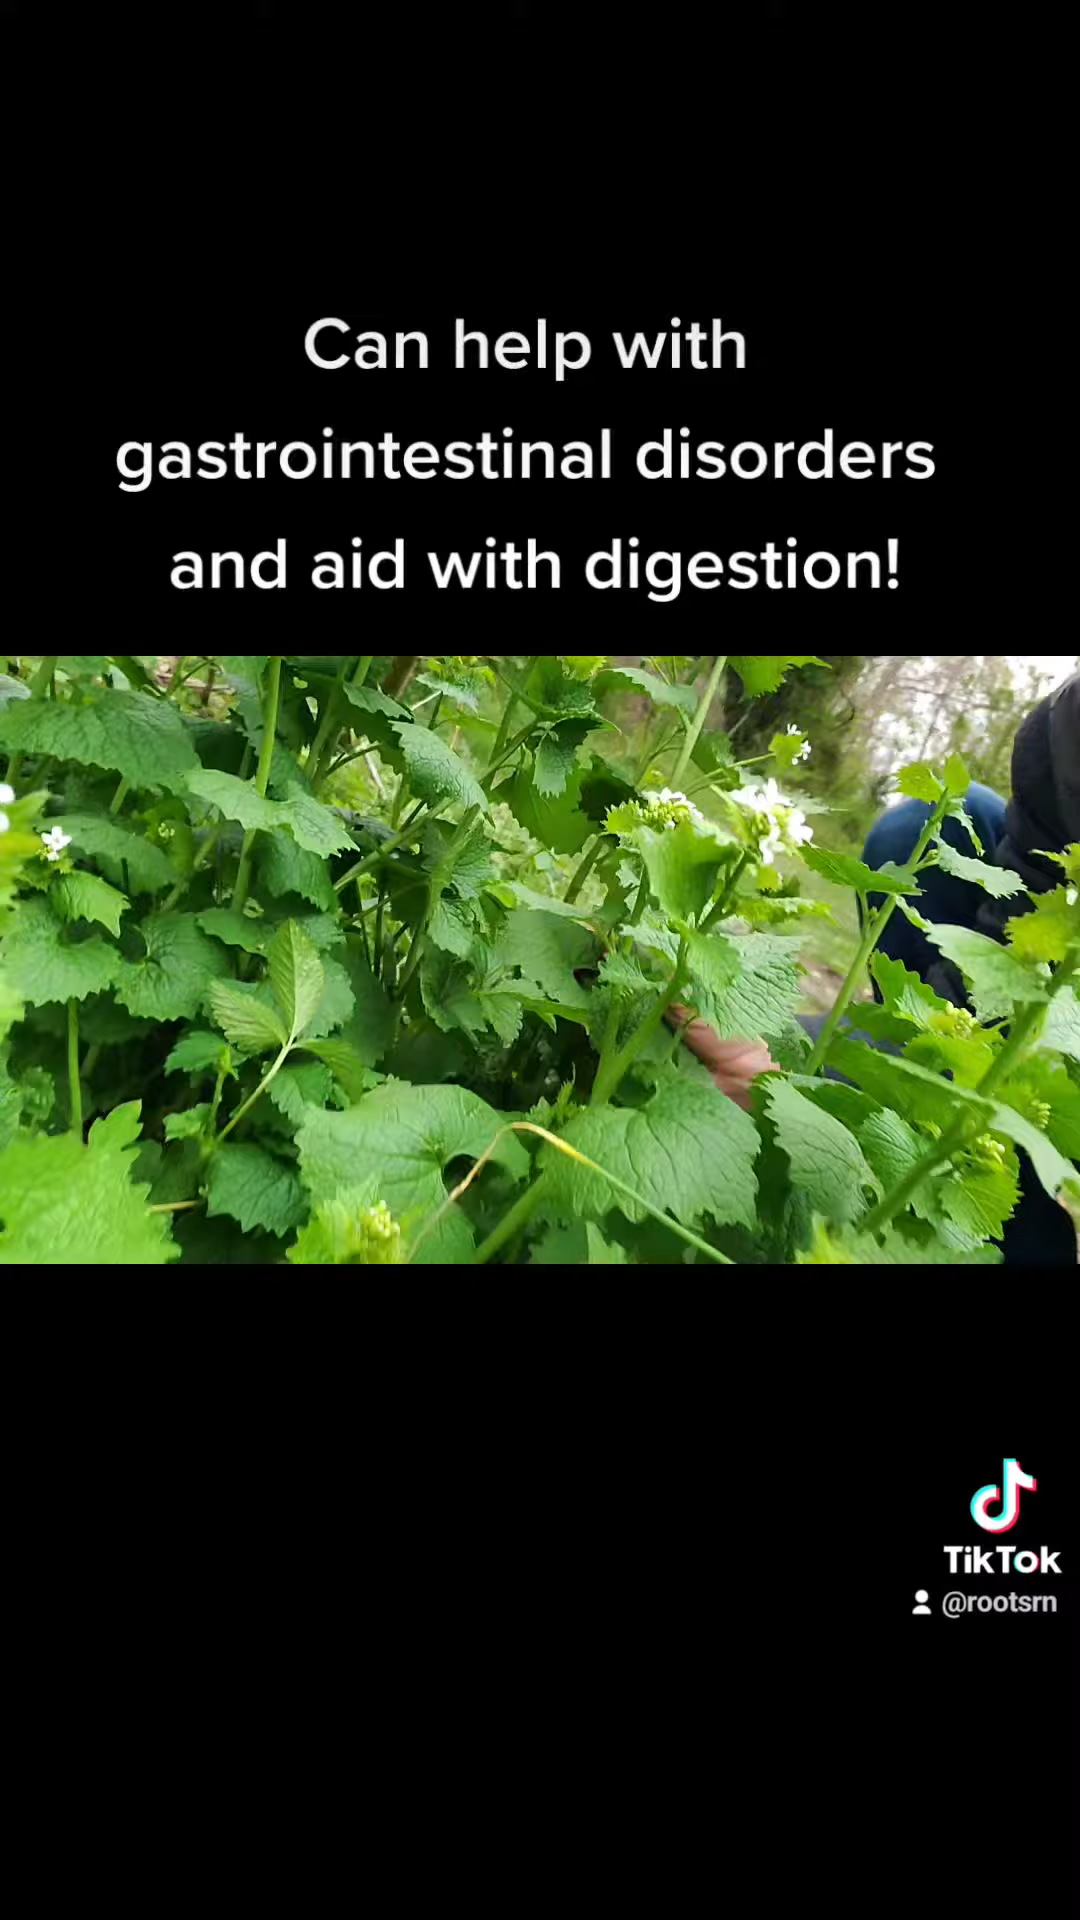 Can help with
gastrointestinal disorders
and aid with digestion!
TikTok
@rootsrn